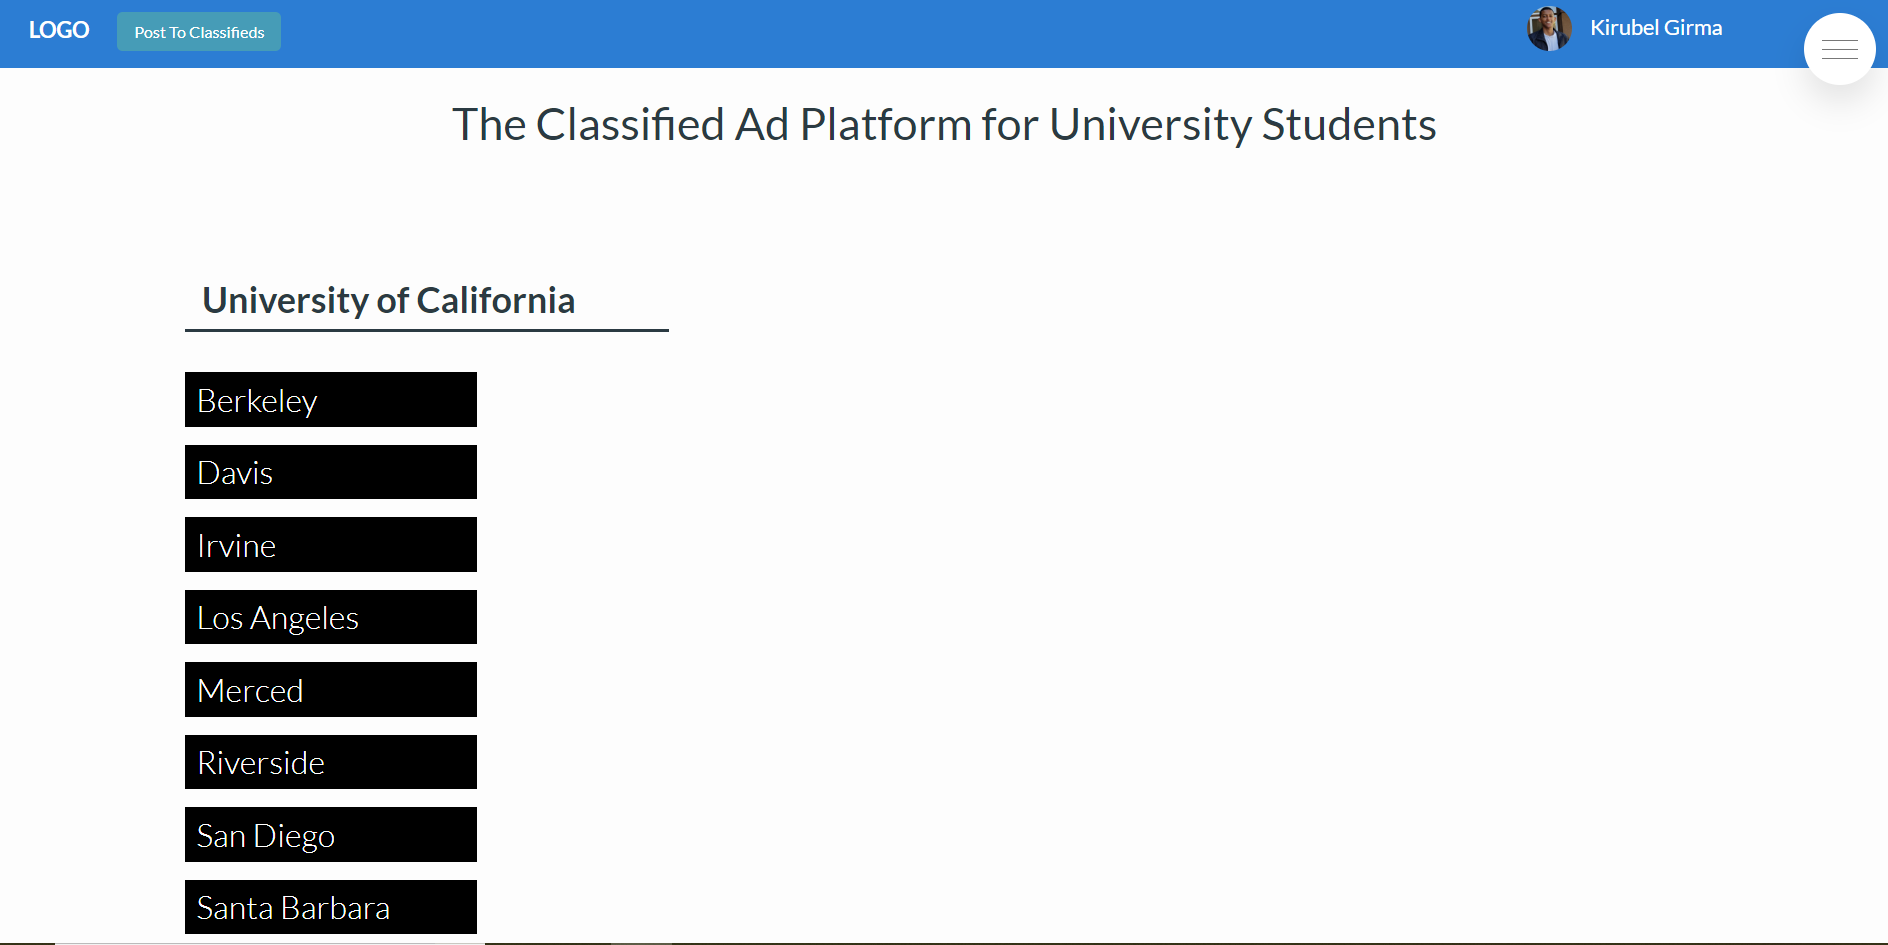 LOGO
Post To Classifieds
Kirubel Girma
The Classified Ad Platform for University Students
University of California
Berkeley
Davis
Irvine
Los Angeles
Merced
Riverside
San Diego
Santa Barbara